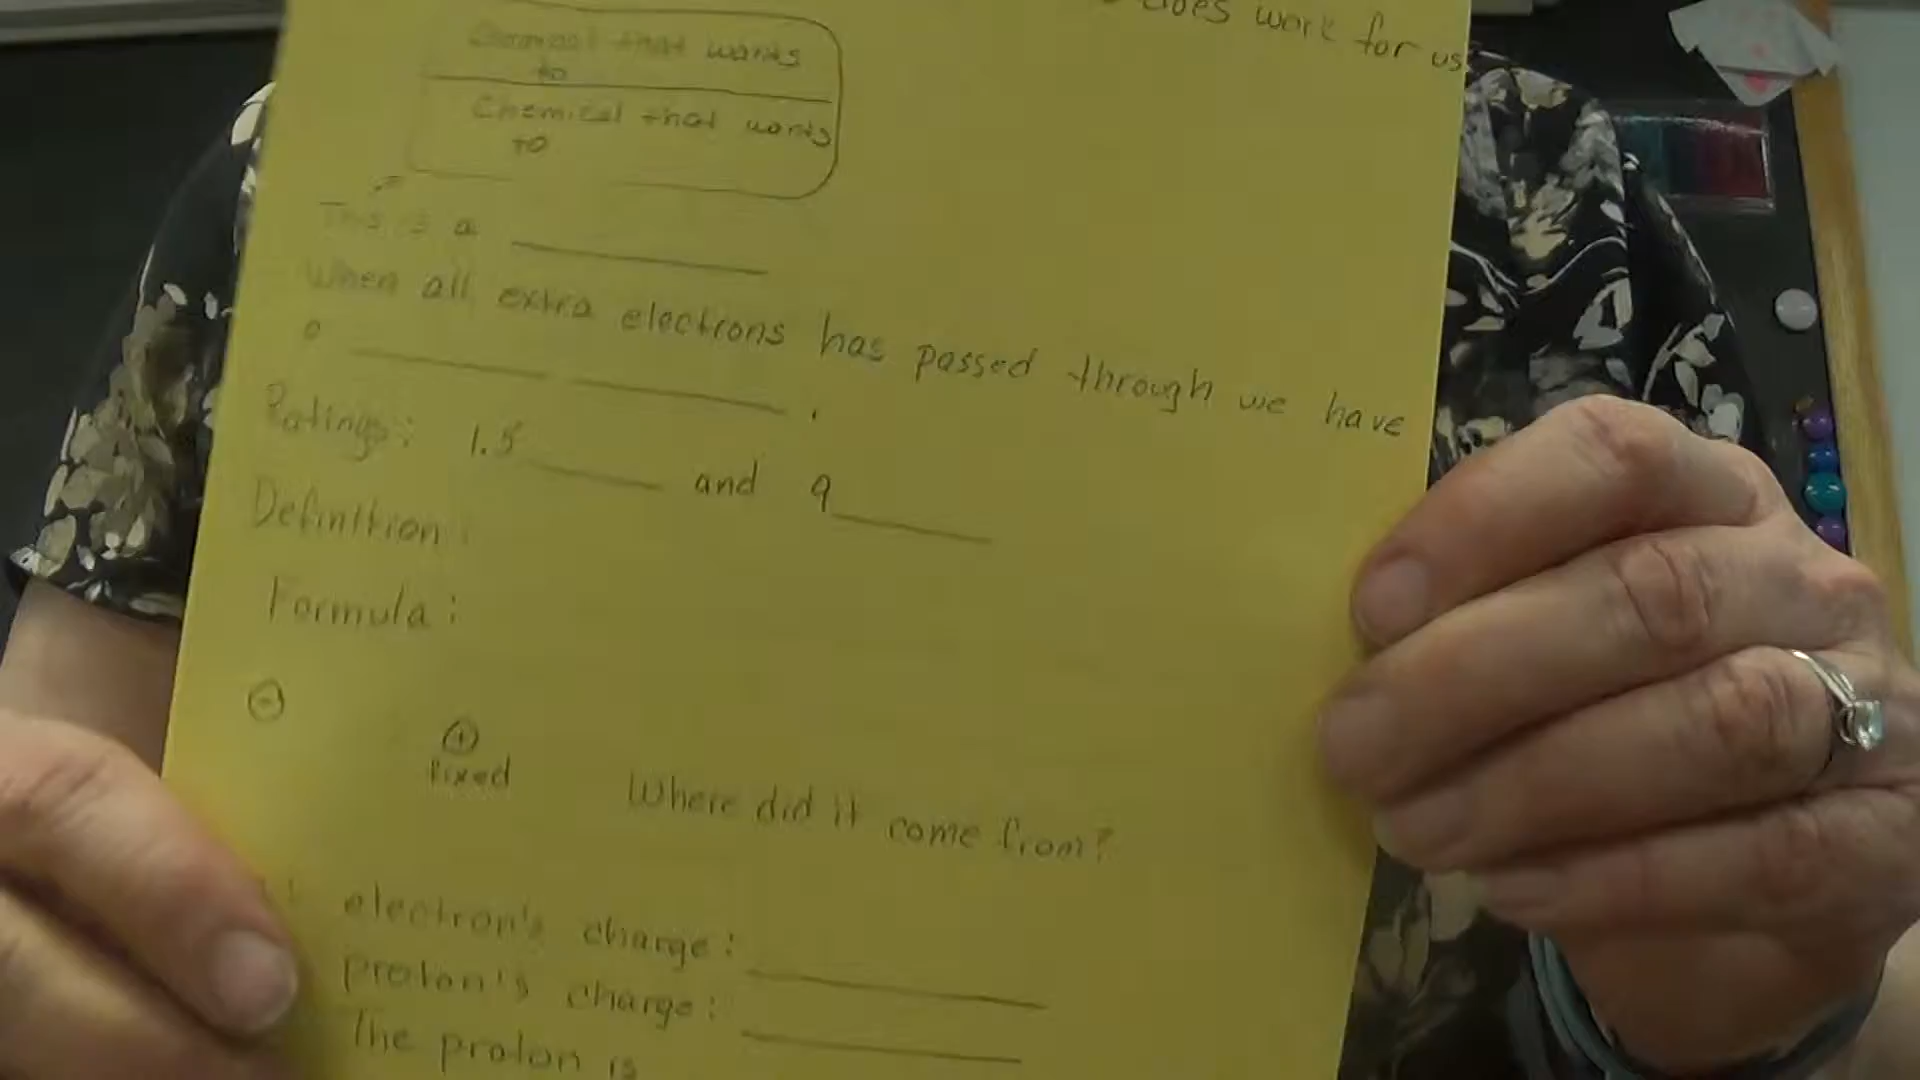 does work for us.
Chemical that wants
to
Chemical that wants
to
This is a
When all extra electrons has passed through we have
a
Ratings: 1.5 and 9
Definition:
Formula:
-
+
fixed
Where did it come from?
electron's charge:
proton's charge:
The proton is